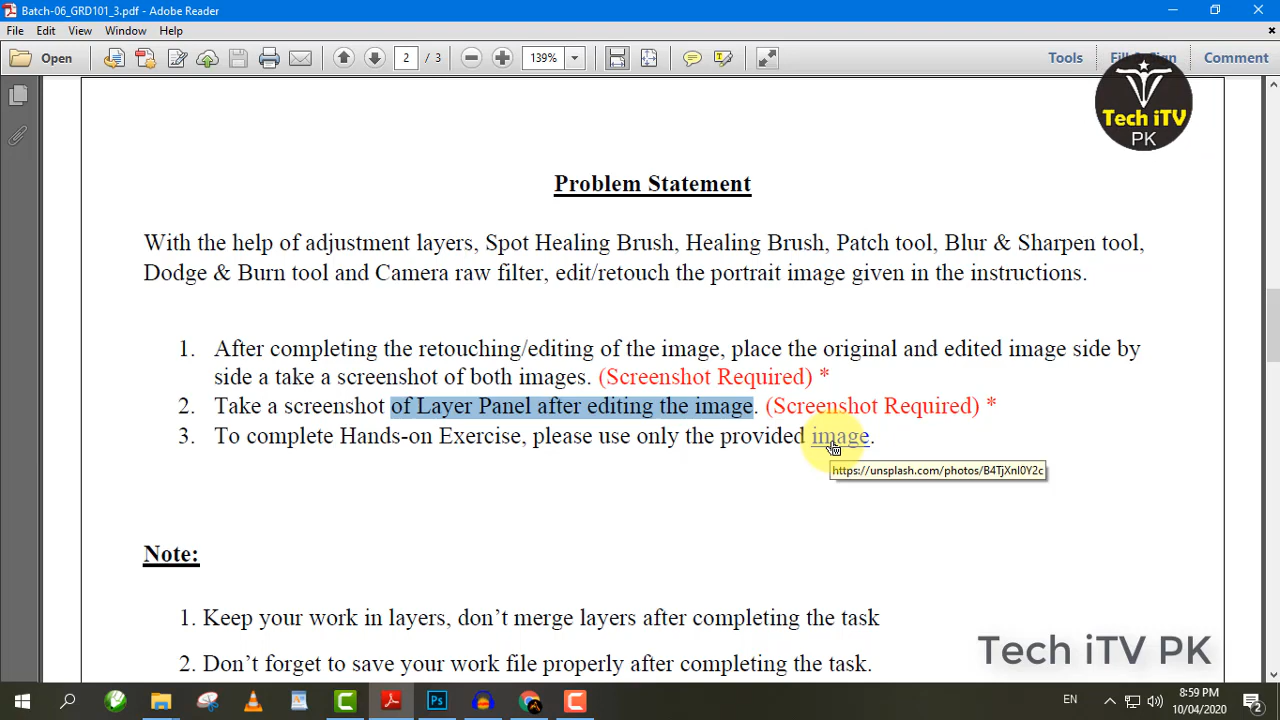 Batch-06_GRD101_3.pdf - Adobe Reader
File Edit View Window Help
Open 2 / 3 139% Tools Fill & Sign Comment
Tech iTV
PK
Problem Statement
With the help of adjustment layers, Spot Healing Brush, Healing Brush, Patch tool, Blur & Sharpen tool,
Dodge & Burn tool and Camera raw filter, edit/retouch the portrait image given in the instructions.
1. After completing the retouching/editing of the image, place the original and edited image side by
side a take a screenshot of both images. (Screenshot Required) *
2. Take a screenshot of Layer Panel after editing the image. (Screenshot Required) *
3. To complete Hands-on Exercise, please use only the provided image.
https://unsplash.com/photos/B4TjXnI0Y2c
Note:
1. Keep your work in layers, don’t merge layers after completing the task
2. Don’t forget to save your work file properly after completing the task.
Tech iTV PK
EN 8:59 PM
10/04/2020 2